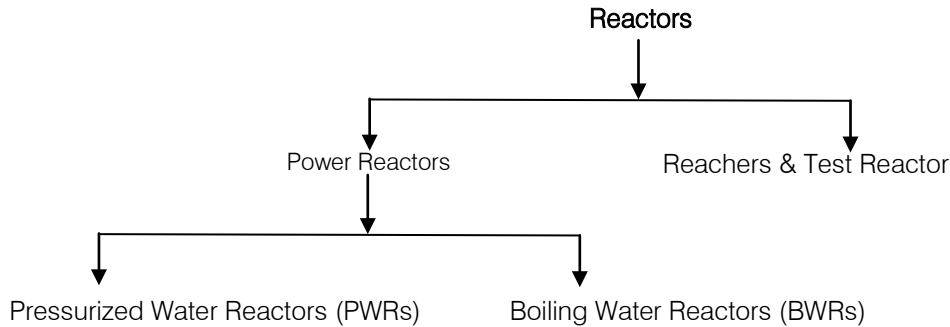 Reactors
Power Reactors
Reachers & Test Reactor
Pressurized Water Reactors (PWRs)
Boiling Water Reactors (BWRs)